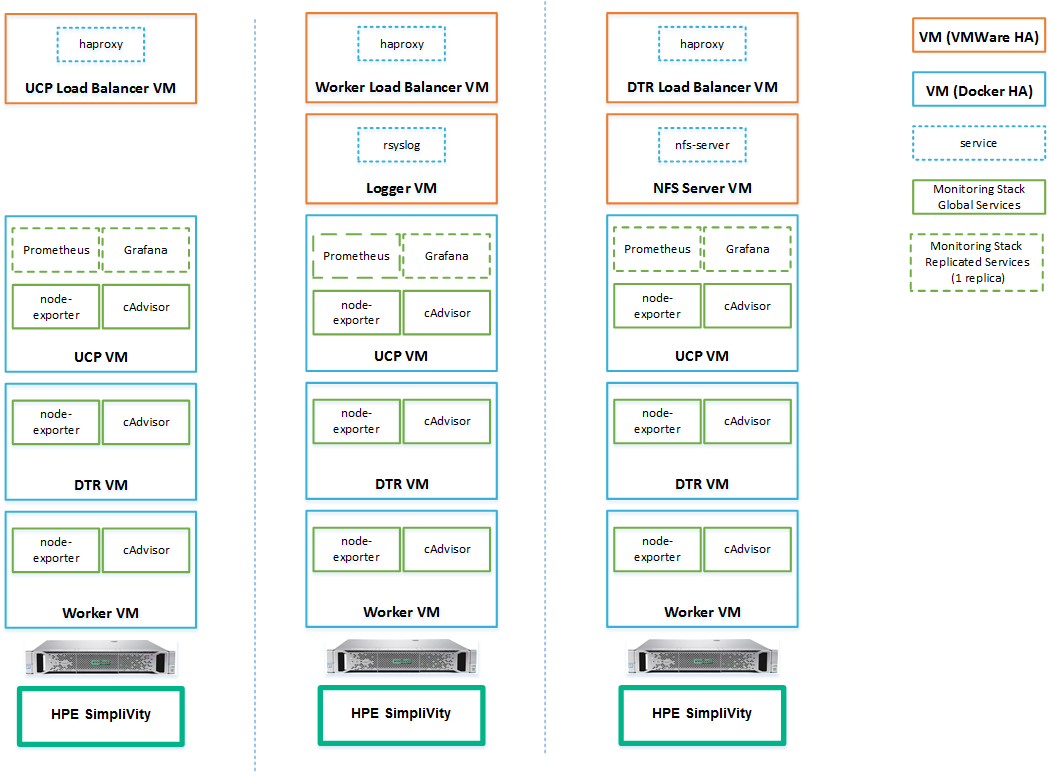 haproxy
UCP Load Balancer VM
Prometheus
Grafana
node-
exporter
cAdvisor
UCP VM
node-
exporter
cAdvisor
DTR VM
node-
exporter
cAdvisor
Worker VM
HPE SimpliVity
haproxy
Worker Load Balancer VM
rsyslog
Logger VM
Prometheus
Grafana
node-
exporter
cAdvisor
UCP VM
node-
exporter
cAdvisor
DTR VM
node-
exporter
cAdvisor
Worker VM
HPE SimpliVity
haproxy
DTR Load Balancer VM
nfs-server
NFS Server VM
Prometheus
Grafana
node-
exporter
cAdvisor
UCP VM
node-
exporter
cAdvisor
DTR VM
node-
exporter
cAdvisor
Worker VM
HPE SimpliVity
VM (VMWare HA)
VM (Docker HA)
service
Monitoring Stack
Global Services
Monitoring Stack
Replicated Services
(1 replica)